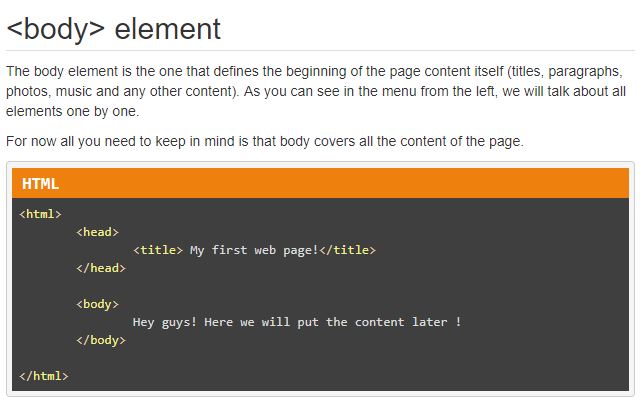 <body> element
The body element is the one that defines the beginning of the page content itself (titles, paragraphs,
photos, music and any other content). As you can see in the menu from the left, we will talk about all
elements one by one.
For now all you need to keep in mind is that body covers all the content of the page.
HTML
<html>
<head>
<title> My first web page!</title>
</head>
<body>
Hey guys! Here we will put the content later !
</body>
</html>